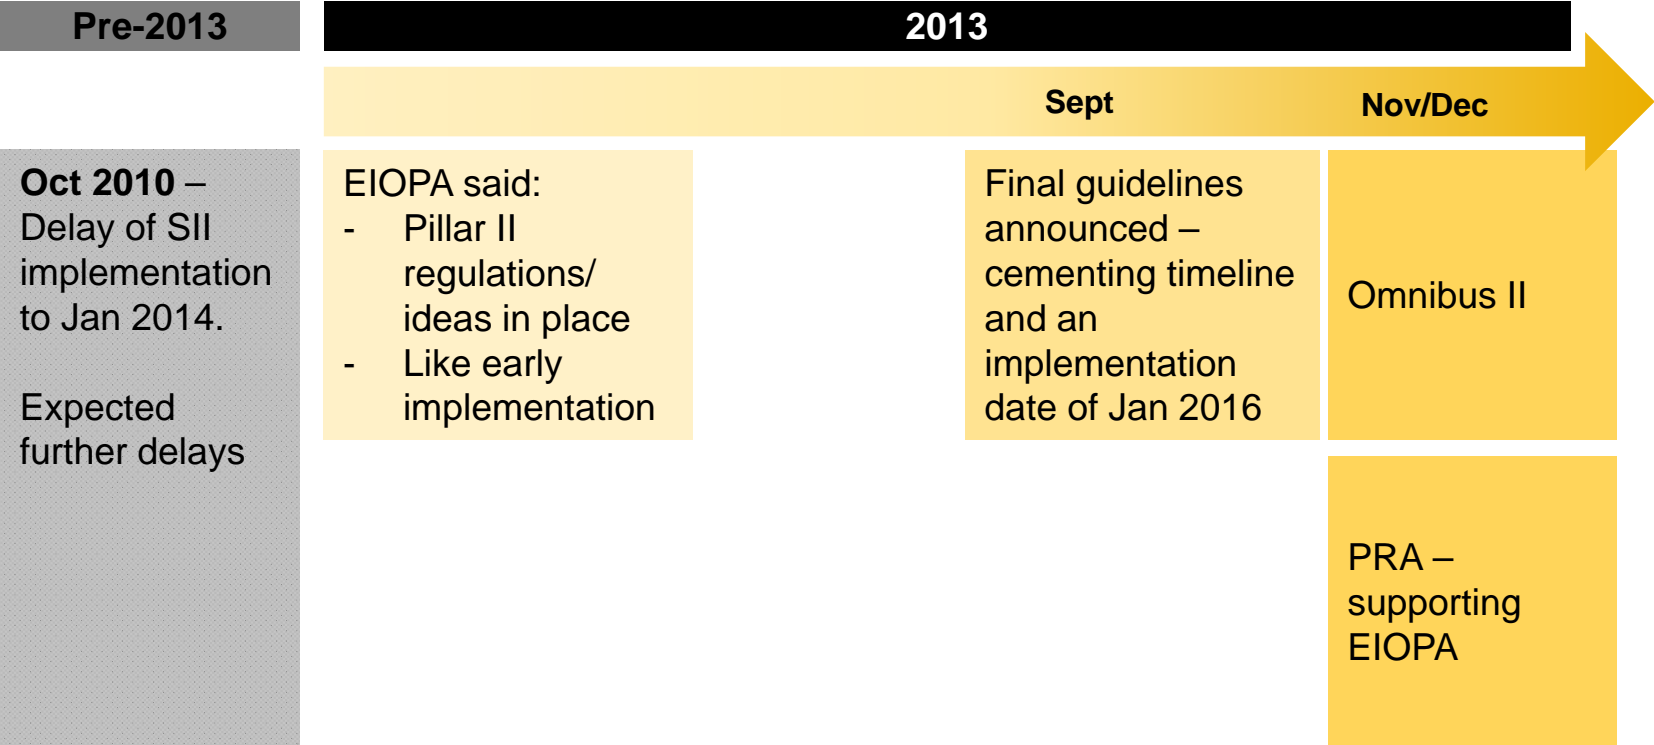 Pre-2013
2013
Sept
Nov/Dec
Oct 2010 –
Delay of SII
implementation
to Jan 2014.
Expected
further delays
EIOPA said:
- Pillar II
regulations/
ideas in place
- Like early
implementation
Final guidelines
announced –
cementing timeline
and an
implementation
date of Jan 2016
Omnibus II
PRA –
supporting
EIOPA